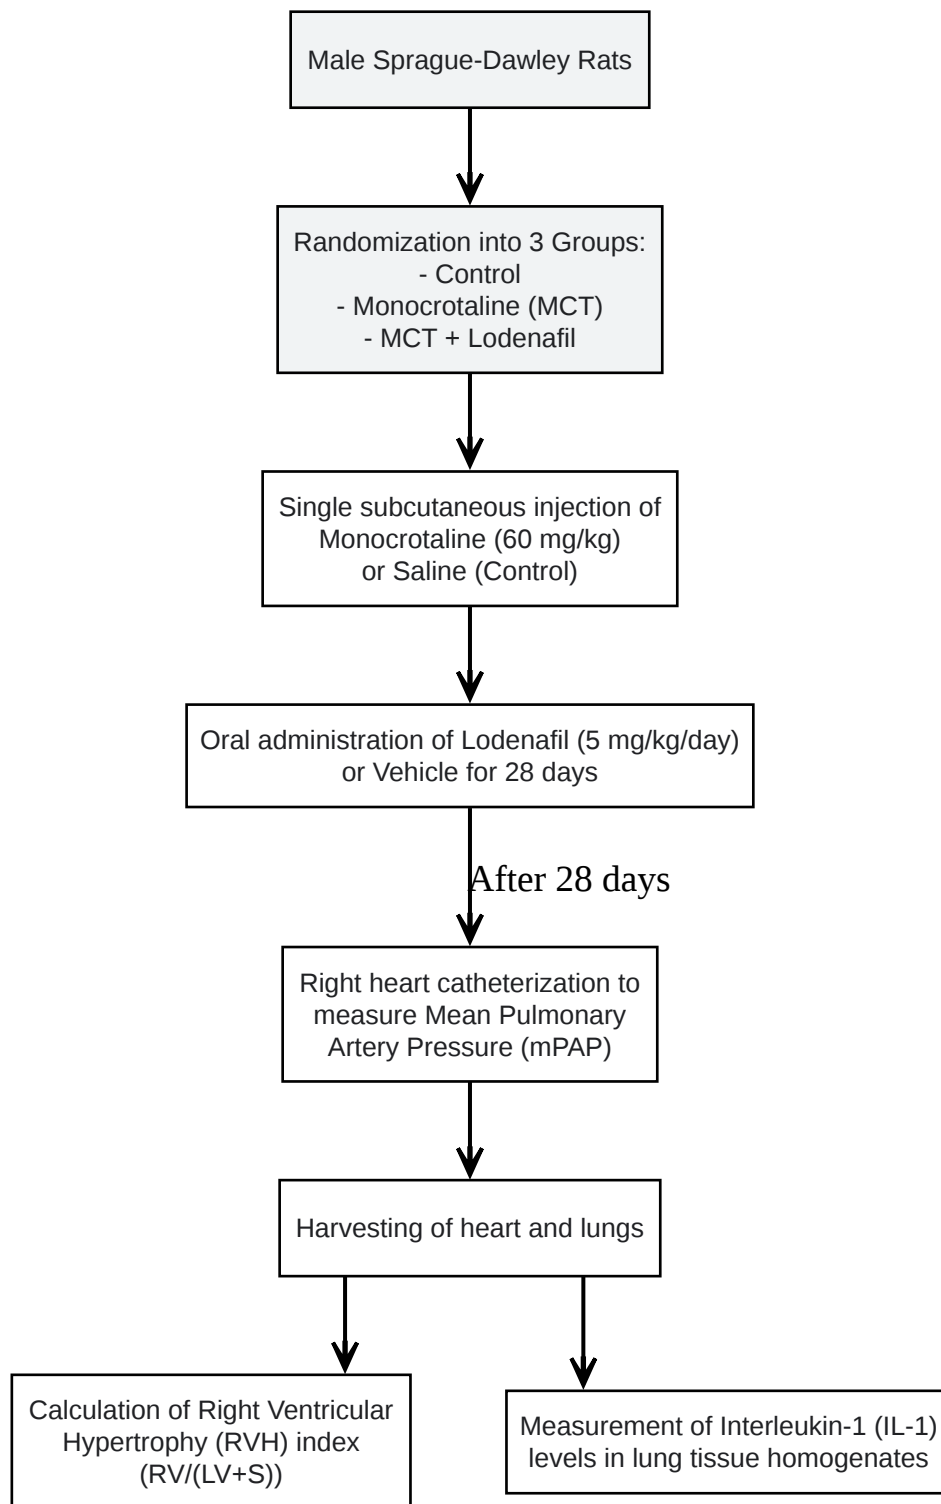 Male Sprague-Dawley Rats
Randomization into 3 Groups:
- Control
- Monocrotaline (MCT)
- MCT + Lodenafil
Single subcutaneous injection of
Monocrotaline (60 mg/kg)
or Saline (Control)
Oral administration of Lodenafil (5 mg/kg/day)
or Vehicle for 28 days
After 28 days
Right heart catheterization to
measure Mean Pulmonary
Artery Pressure (mPAP)
Harvesting of heart and lungs
Calculation of Right Ventricular
Hypertrophy (RVH) index
(RV/(LV+S))
Measurement of Interleukin-1 (IL-1)
levels in lung tissue homogenates